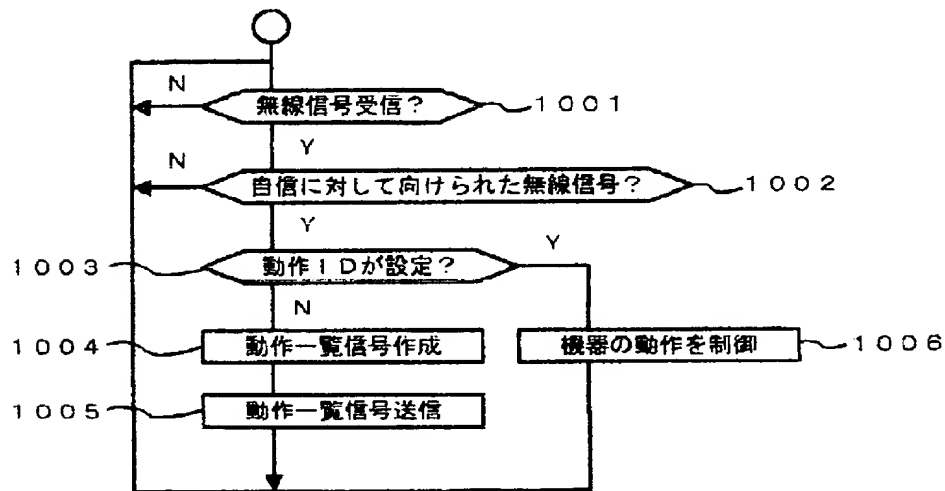 N
無線信号受信？
１００１
Y
N
自信に対して向けられた無線信号？
１００２
Y
Y
１００３
動作ＩＤが設定？
N
１００４
動作一覧信号作成
機器の動作を制御
１００６
１００５
動作一覧信号送信